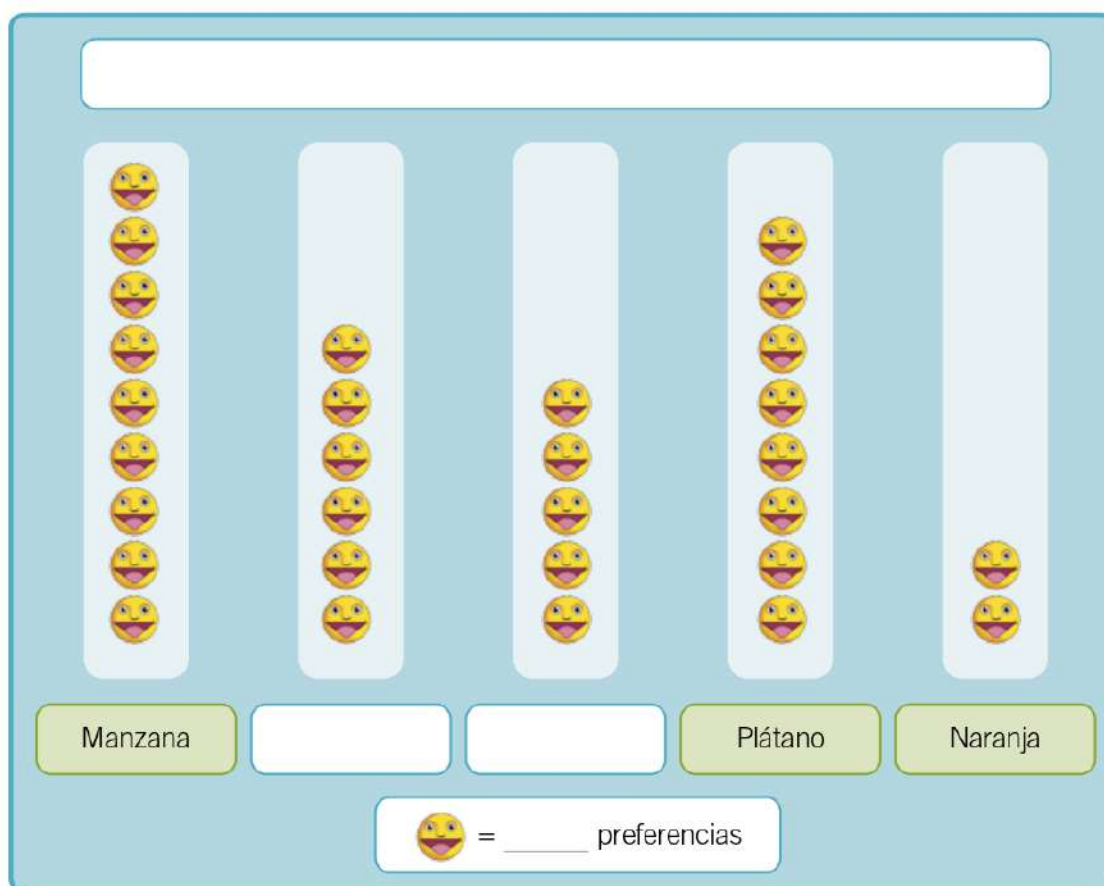 Manzana
Plátano
Naranja
= ______ preferencias